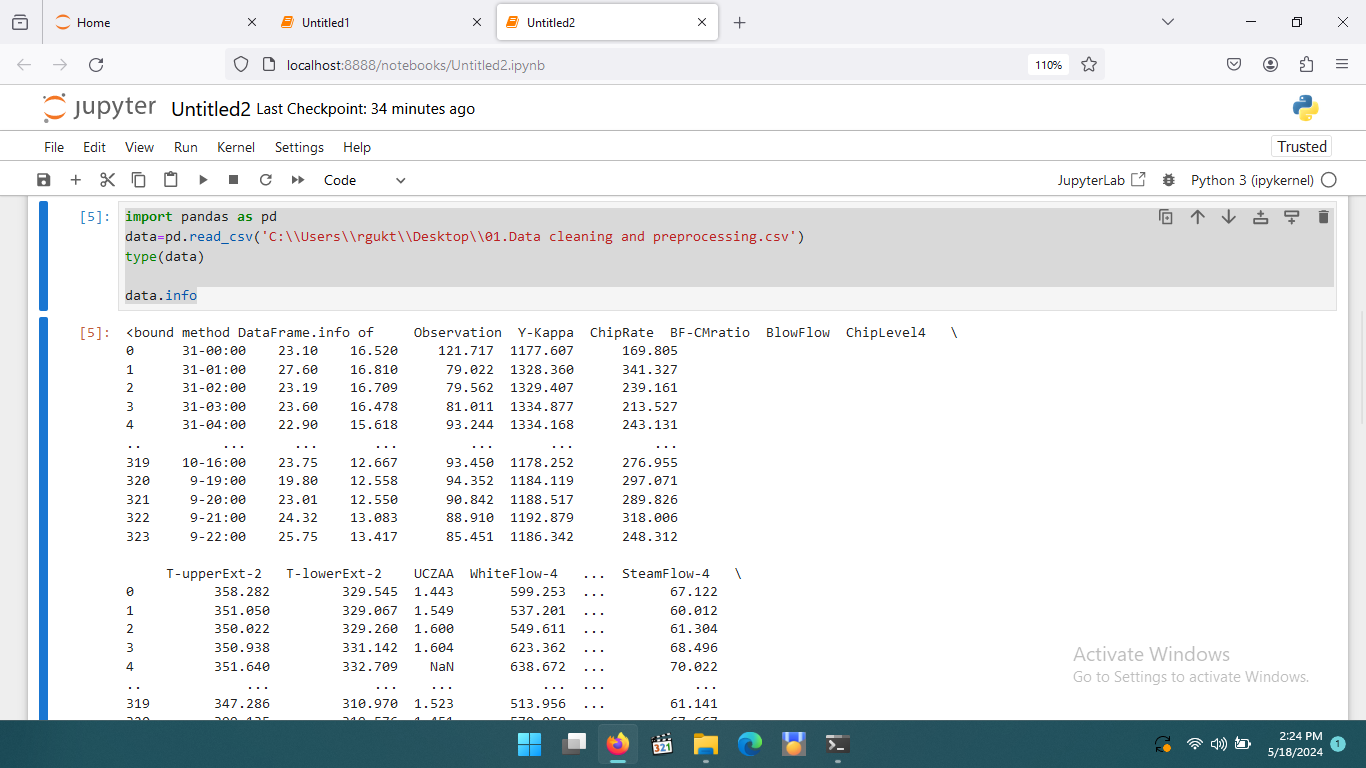 Home
Untitled1
Untitled2
localhost:8888/notebooks/Untitled2.ipynb
110%
jupyter Untitled2 Last Checkpoint: 34 minutes ago
File Edit View Run Kernel Settings Help
Trusted
Code
JupyterLab
Python 3 (ipykernel)
[5]: import pandas as pd
data=pd.read_csv('C:\\Users\\rgukt\\Desktop\\01.Data cleaning and preprocessing.csv')
type(data)
data.info
[5]: <bound method DataFrame.info of Observation Y-Kappa ChipRate BF-CMratio BlowFlow ChipLevel4 \
0 31-00:00 23.10 16.520 121.717 1177.607 169.805
1 31-01:00 27.60 16.810 79.022 1328.360 341.327
2 31-02:00 23.19 16.709 79.562 1329.407 239.161
3 31-03:00 23.60 16.478 81.011 1334.877 213.527
4 31-04:00 22.90 15.618 93.244 1334.168 243.131
.. ... ... ... ... ... ...
319 10-16:00 23.75 12.667 93.450 1178.252 276.955
320 9-19:00 19.80 12.558 94.352 1184.119 297.071
321 9-20:00 23.01 12.550 90.842 1188.517 289.826
322 9-21:00 24.32 13.083 88.910 1192.879 318.006
323 9-22:00 25.75 13.417 85.451 1186.342 248.312
T-upperExt-2 T-lowerExt-2 UCZAA WhiteFlow-4 ... SteamFlow-4 \
0 358.282 329.545 1.443 599.253 ... 67.122
1 351.050 329.067 1.549 537.201 ... 60.012
2 350.022 329.260 1.600 549.611 ... 61.304
3 350.938 331.142 1.604 623.362 ... 68.496
4 351.640 332.709 NaN 638.672 ... 70.022
.. ... ... ... ... ... ...
319 347.286 310.970 1.523 513.956 ... 61.141
Activate Windows
Go to Settings to activate Windows.
321
2:24 PM
5/18/2024
1